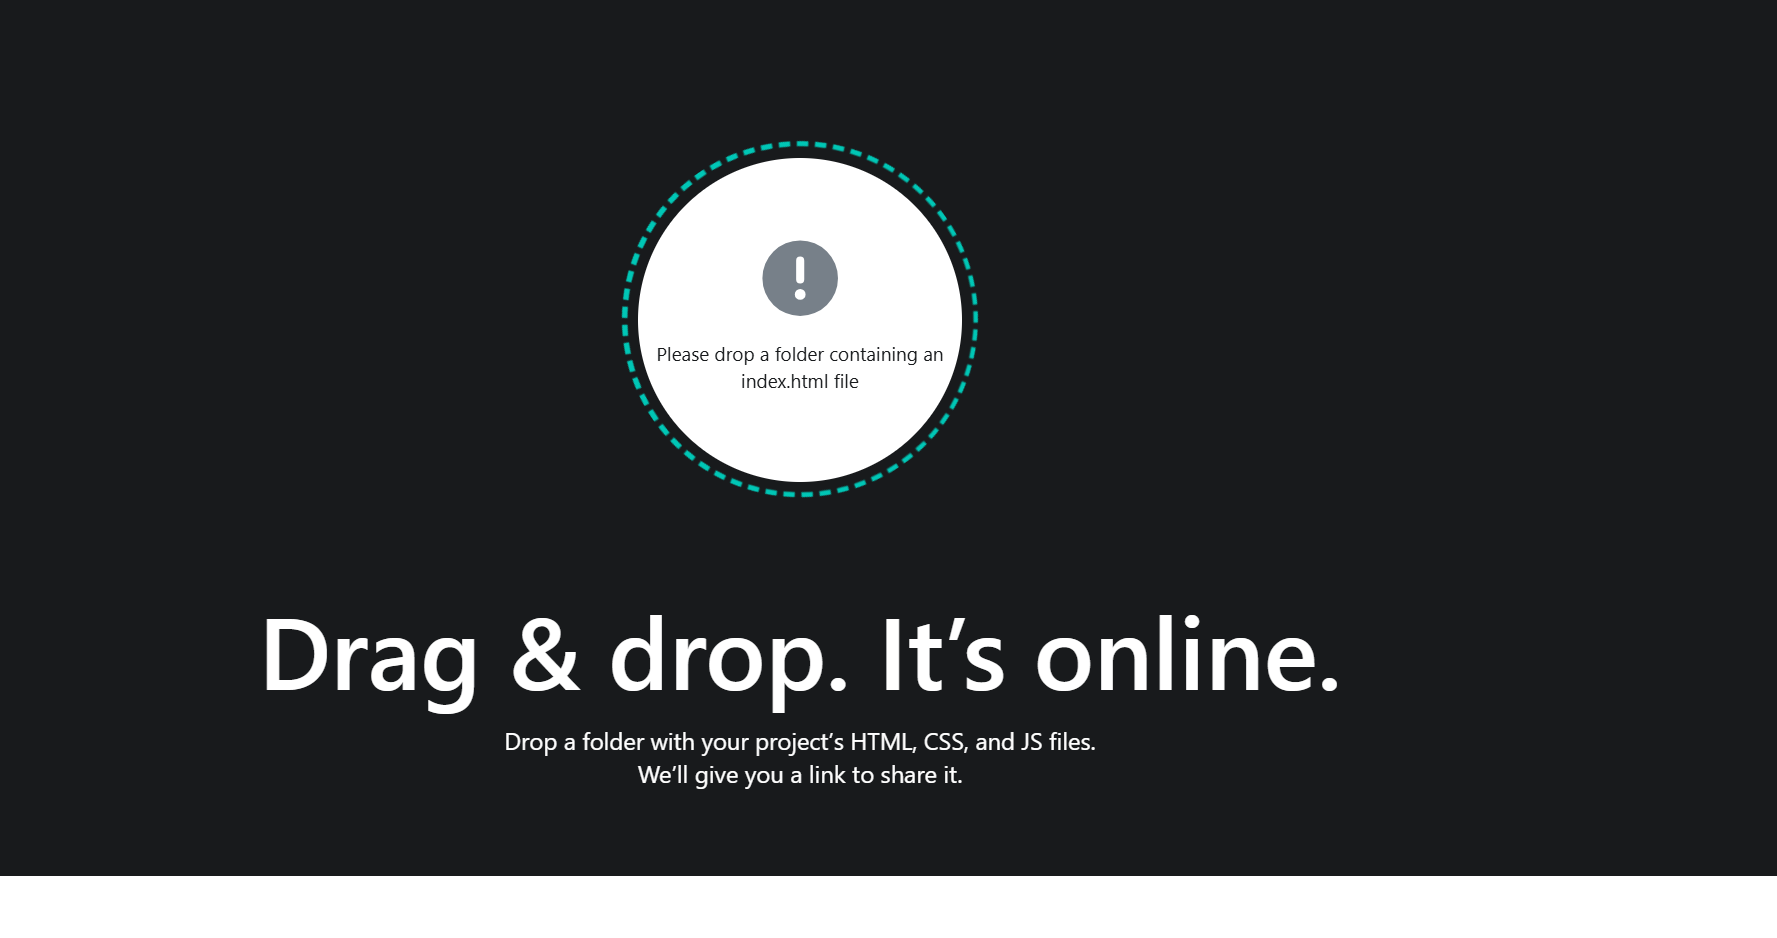 Please drop a folder containing an
index.html file
Drag & drop. It’s online.
Drop a folder with your project’s HTML, CSS, and JS files.
We’ll give you a link to share it.